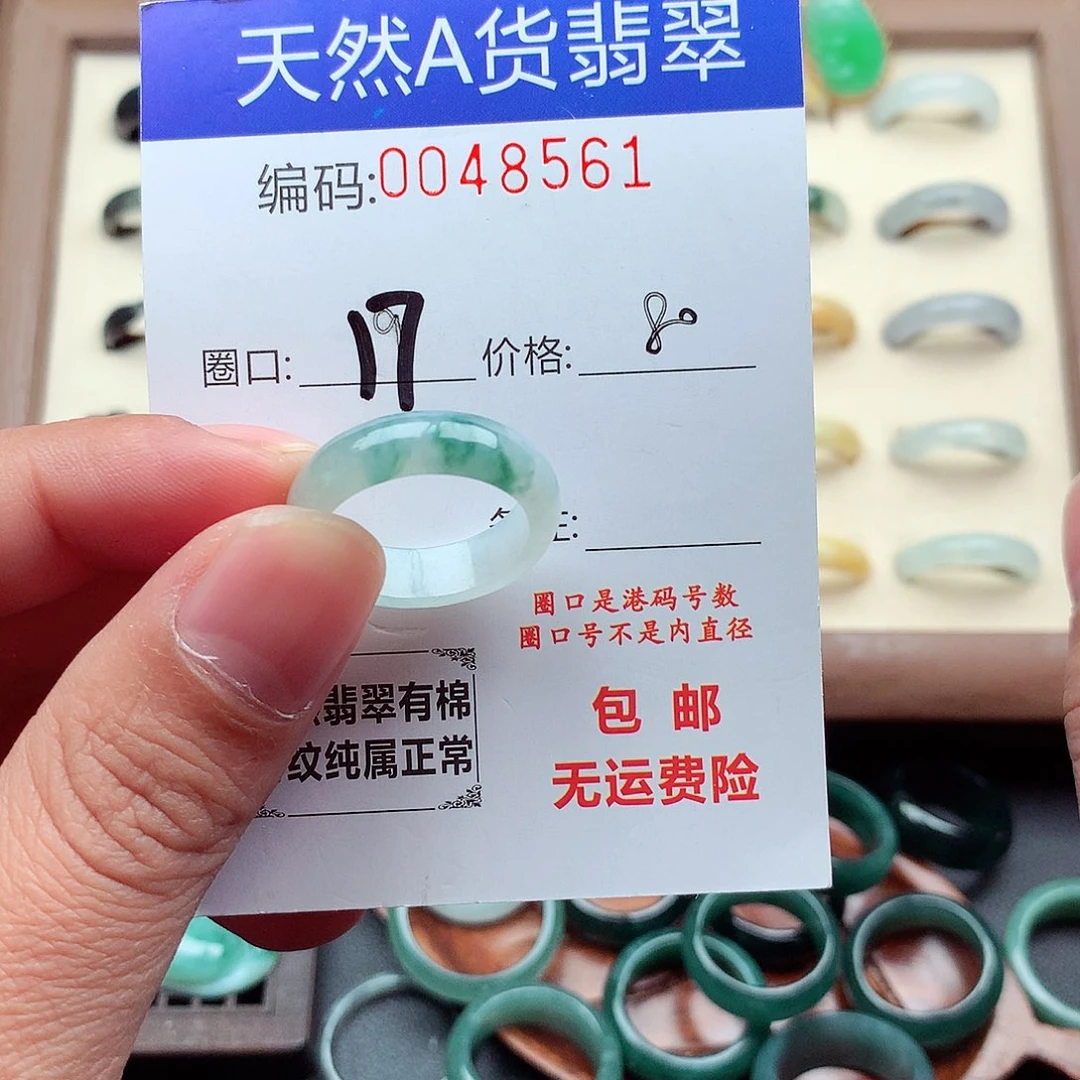 天然A货翡翠
编码:0048561
圈口: 17 价格: 80
圈口是港码号数
圈口号不是内直径
翡翠有棉
纹纯属正常
包 邮
无运费险